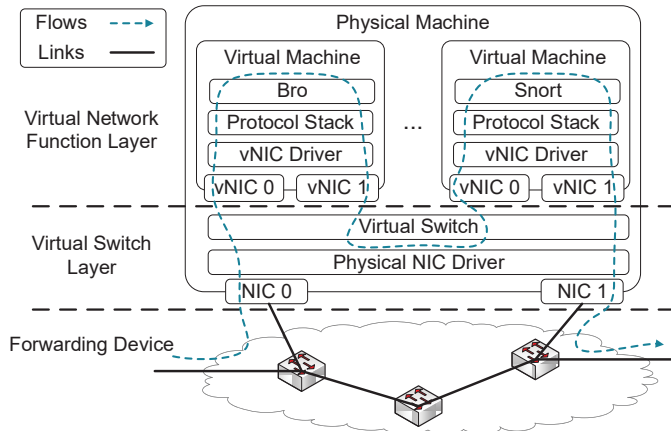 Flows
Links
Physical Machine
Virtual Machine
Virtual Machine
Bro
Snort
Virtual Network
Function Layer
Protocol Stack
...
Protocol Stack
vNIC Driver
vNIC Driver
vNIC 0
vNIC 1
vNIC 0
vNIC 1
Virtual Switch
Virtual Switch
Layer
Physical NIC Driver
NIC 0
NIC 1
Forwarding Device